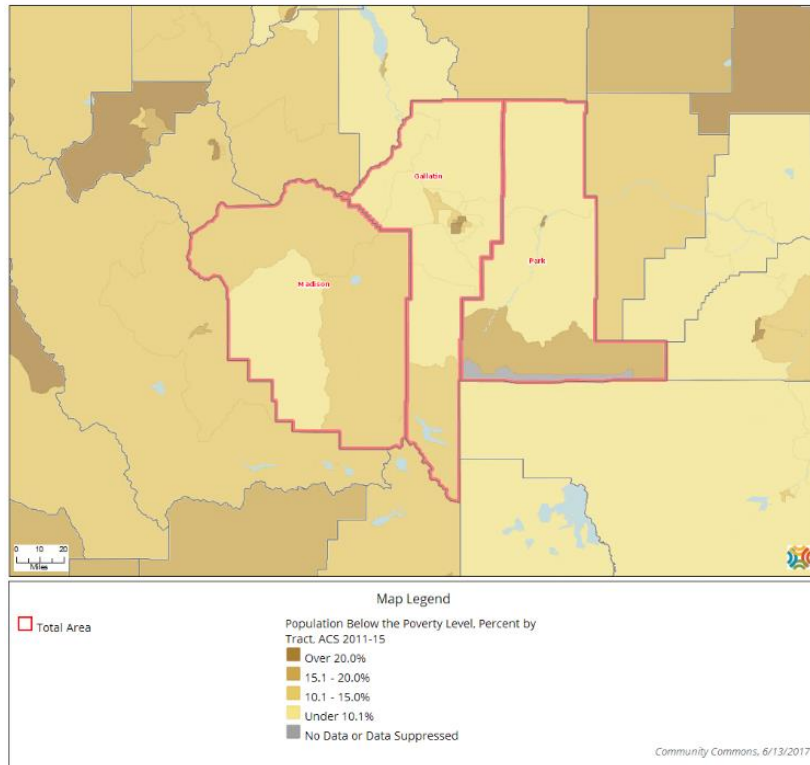 Gallatin
Park
Madison
0 10 20
Miles
Map Legend
Total Area
Population Below the Poverty Level, Percent by
Tract, ACS 2011-15
Over 20.0%
15.1 - 20.0%
10.1 - 15.0%
Under 10.1%
No Data or Data Suppressed
Community Commons, 6/13/2017